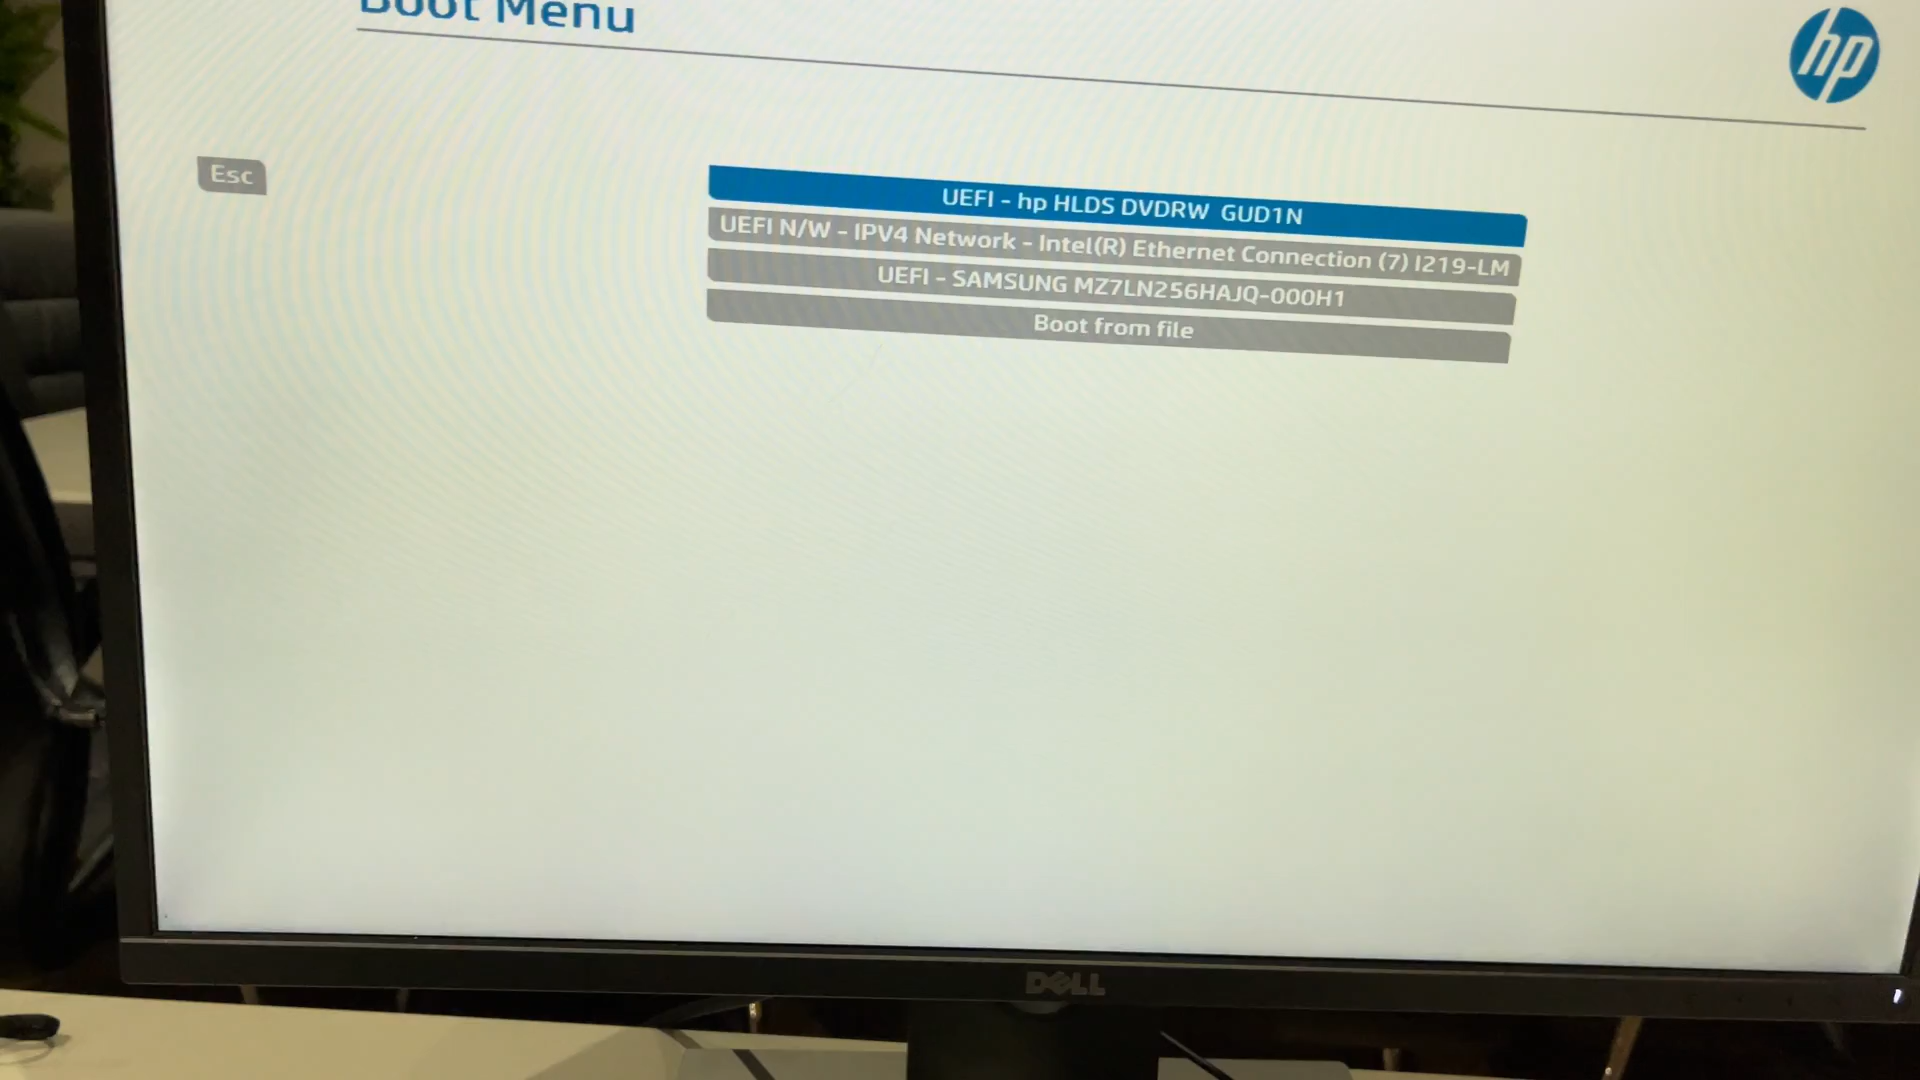 Boot Menu
hp
Esc
UEFI - hp HLDS DVDRW GUD1N
UEFI N/W - IPV4 Network - Intel(R) Ethernet Connection (7) I219-LM
UEFI - SAMSUNG MZ7LN256HAJQ-000H1
Boot from file
DELL